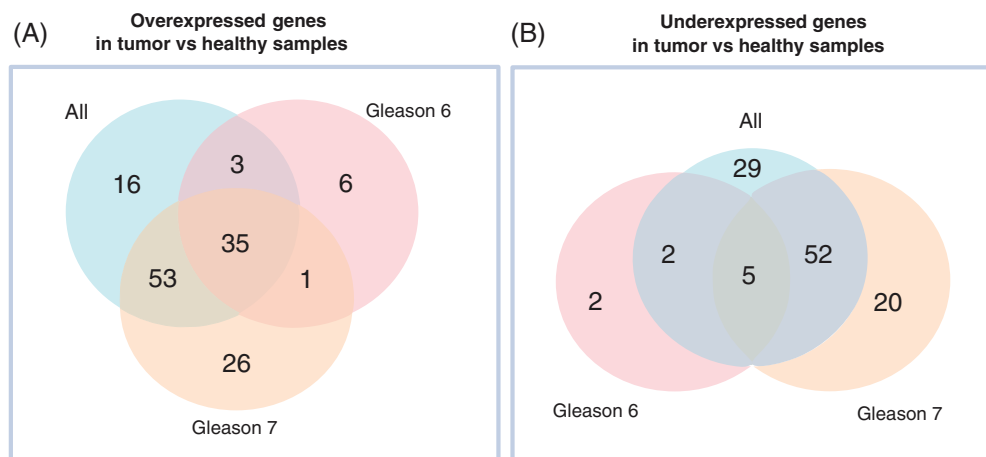 (A)
Overexpressed genes
in tumor vs healthy samples
All
Gleason 6
16
3
6
35
53
1
26
Gleason 7
(B)
Underexpressed genes
in tumor vs healthy samples
All
29
2
52
5
2
20
Gleason 6
Gleason 7